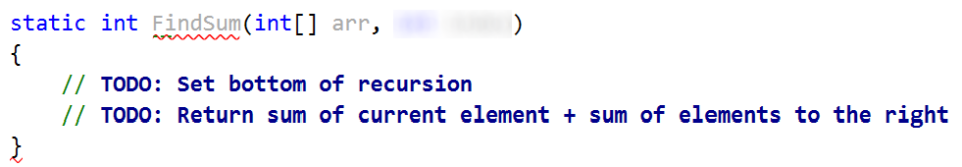 static int FindSum(int[] arr, )
{
// TODO: Set bottom of recursion
// TODO: Return sum of current element + sum of elements to the right
}